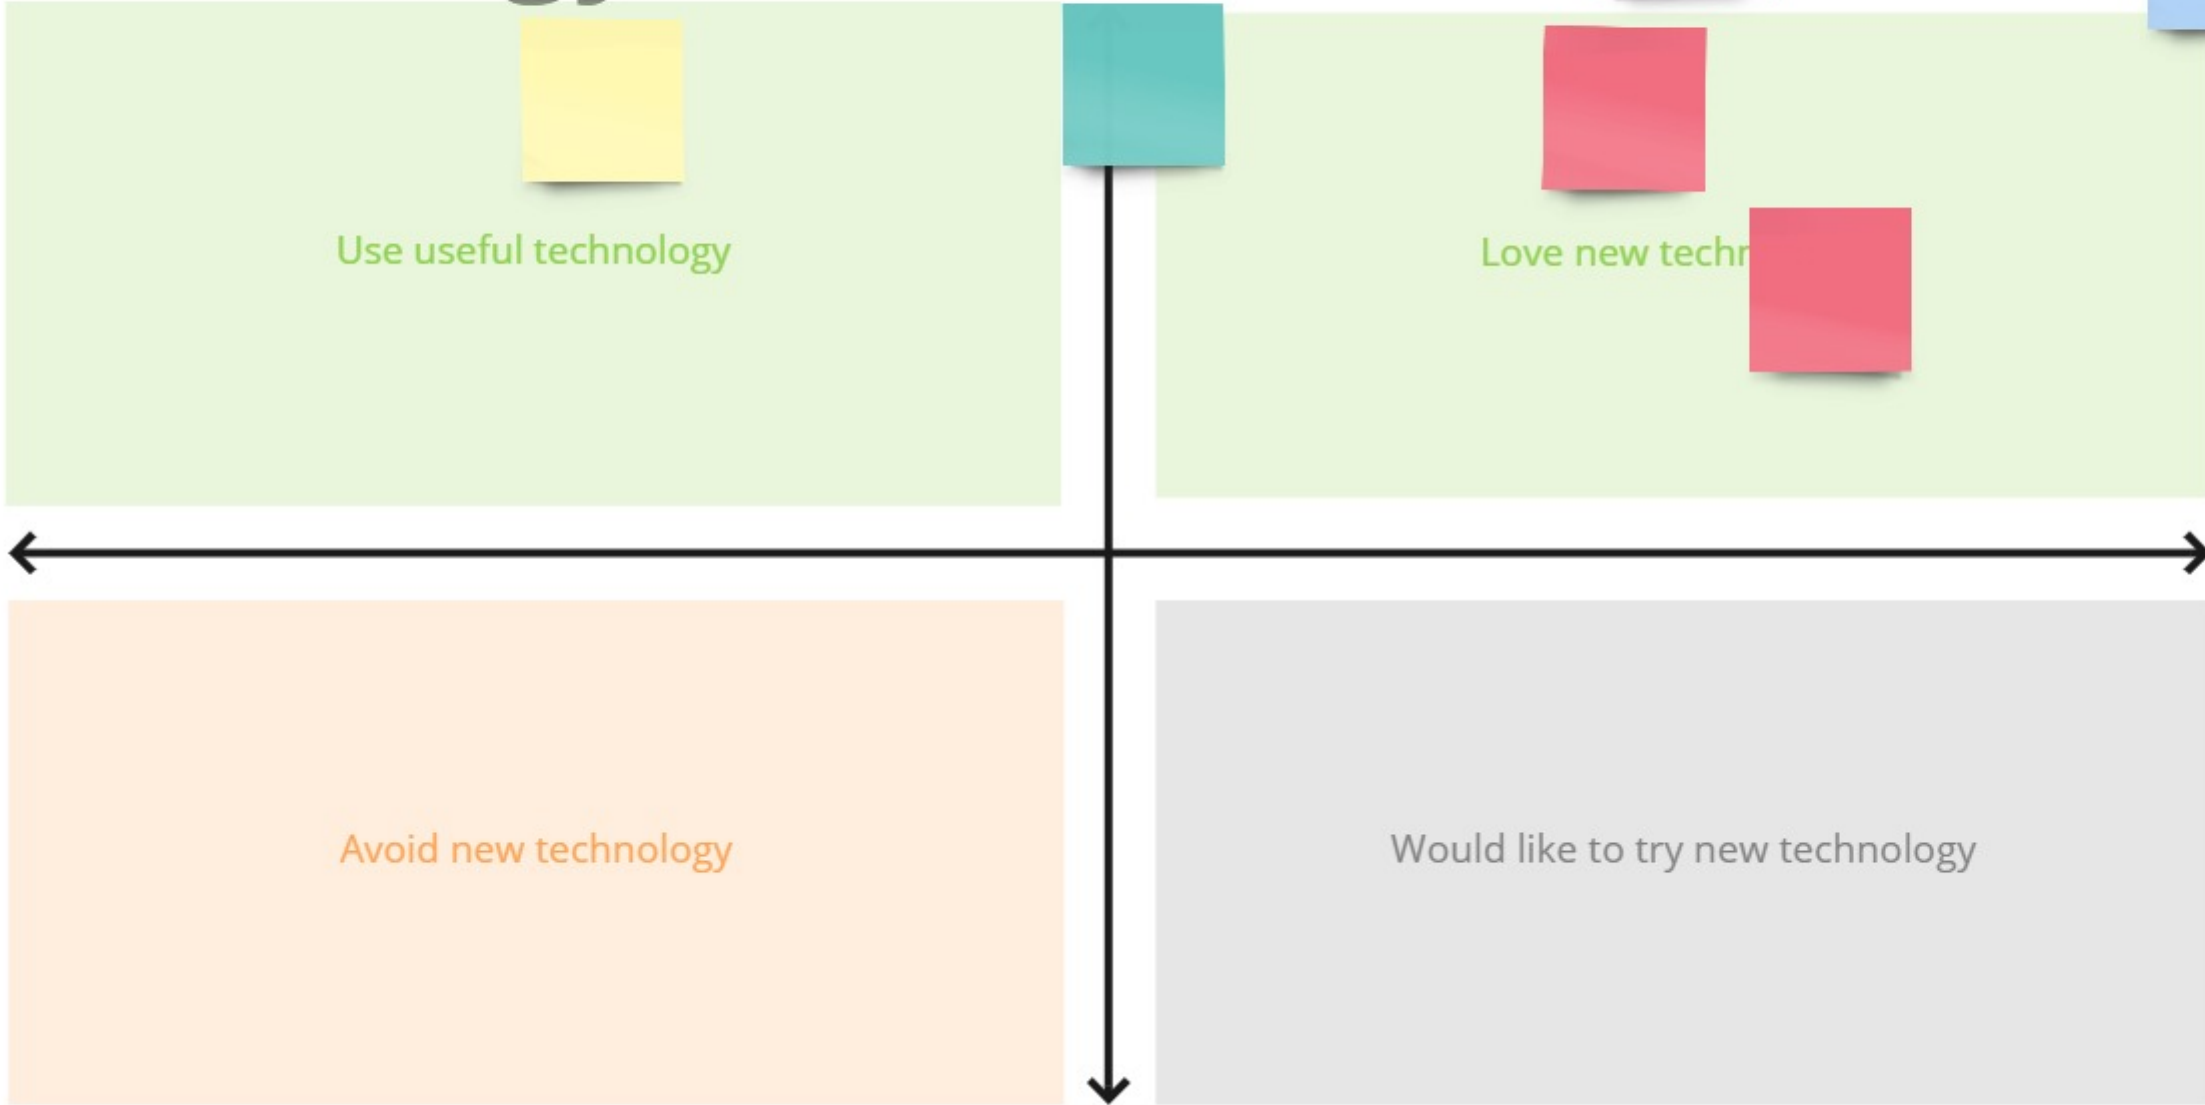 Use useful technology
Love new techn
Avoid new technology
Would like to try new technology